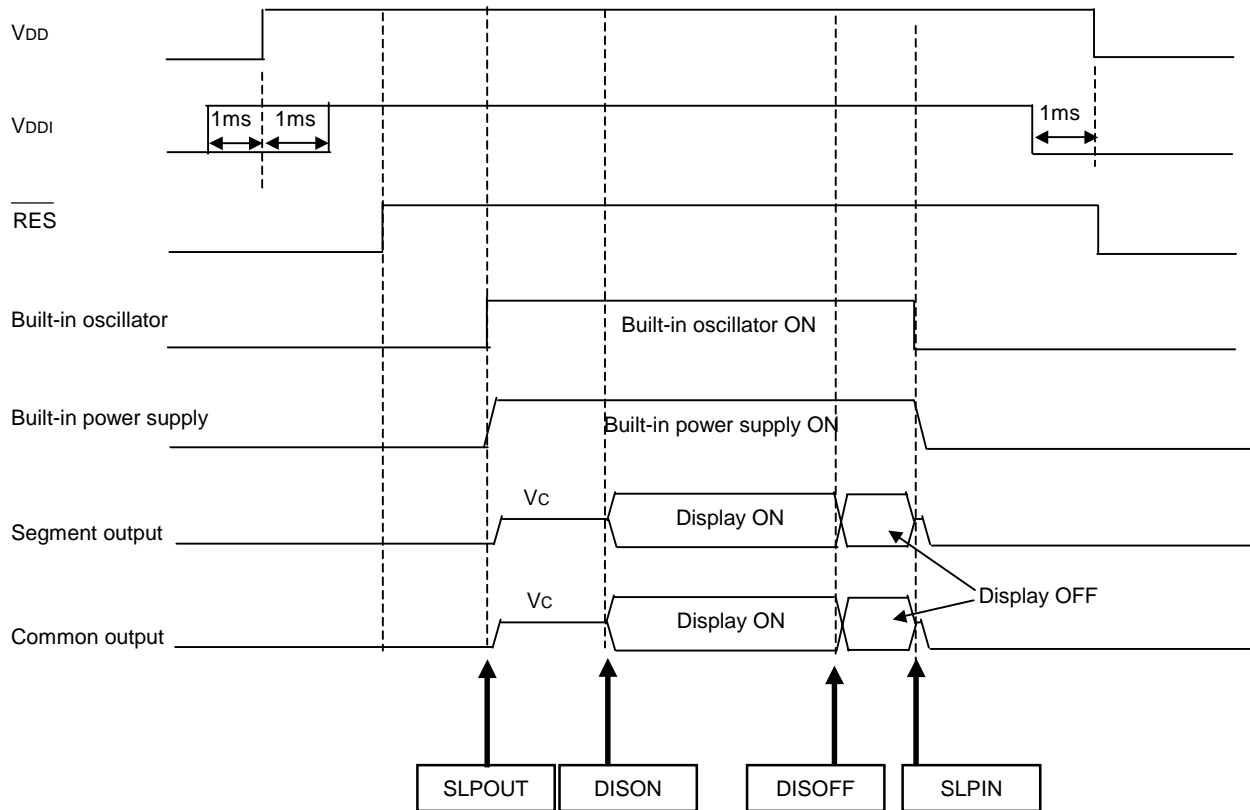 VDD
VDDI
1ms 1ms 1ms
RES
Built-in oscillator
Built-in oscillator ON
Built-in power supply
Built-in power supply ON
VC
Segment output
Display ON
Display OFF
VC
Common output
Display ON
SLPOUT DISON DISOFF SLPIN